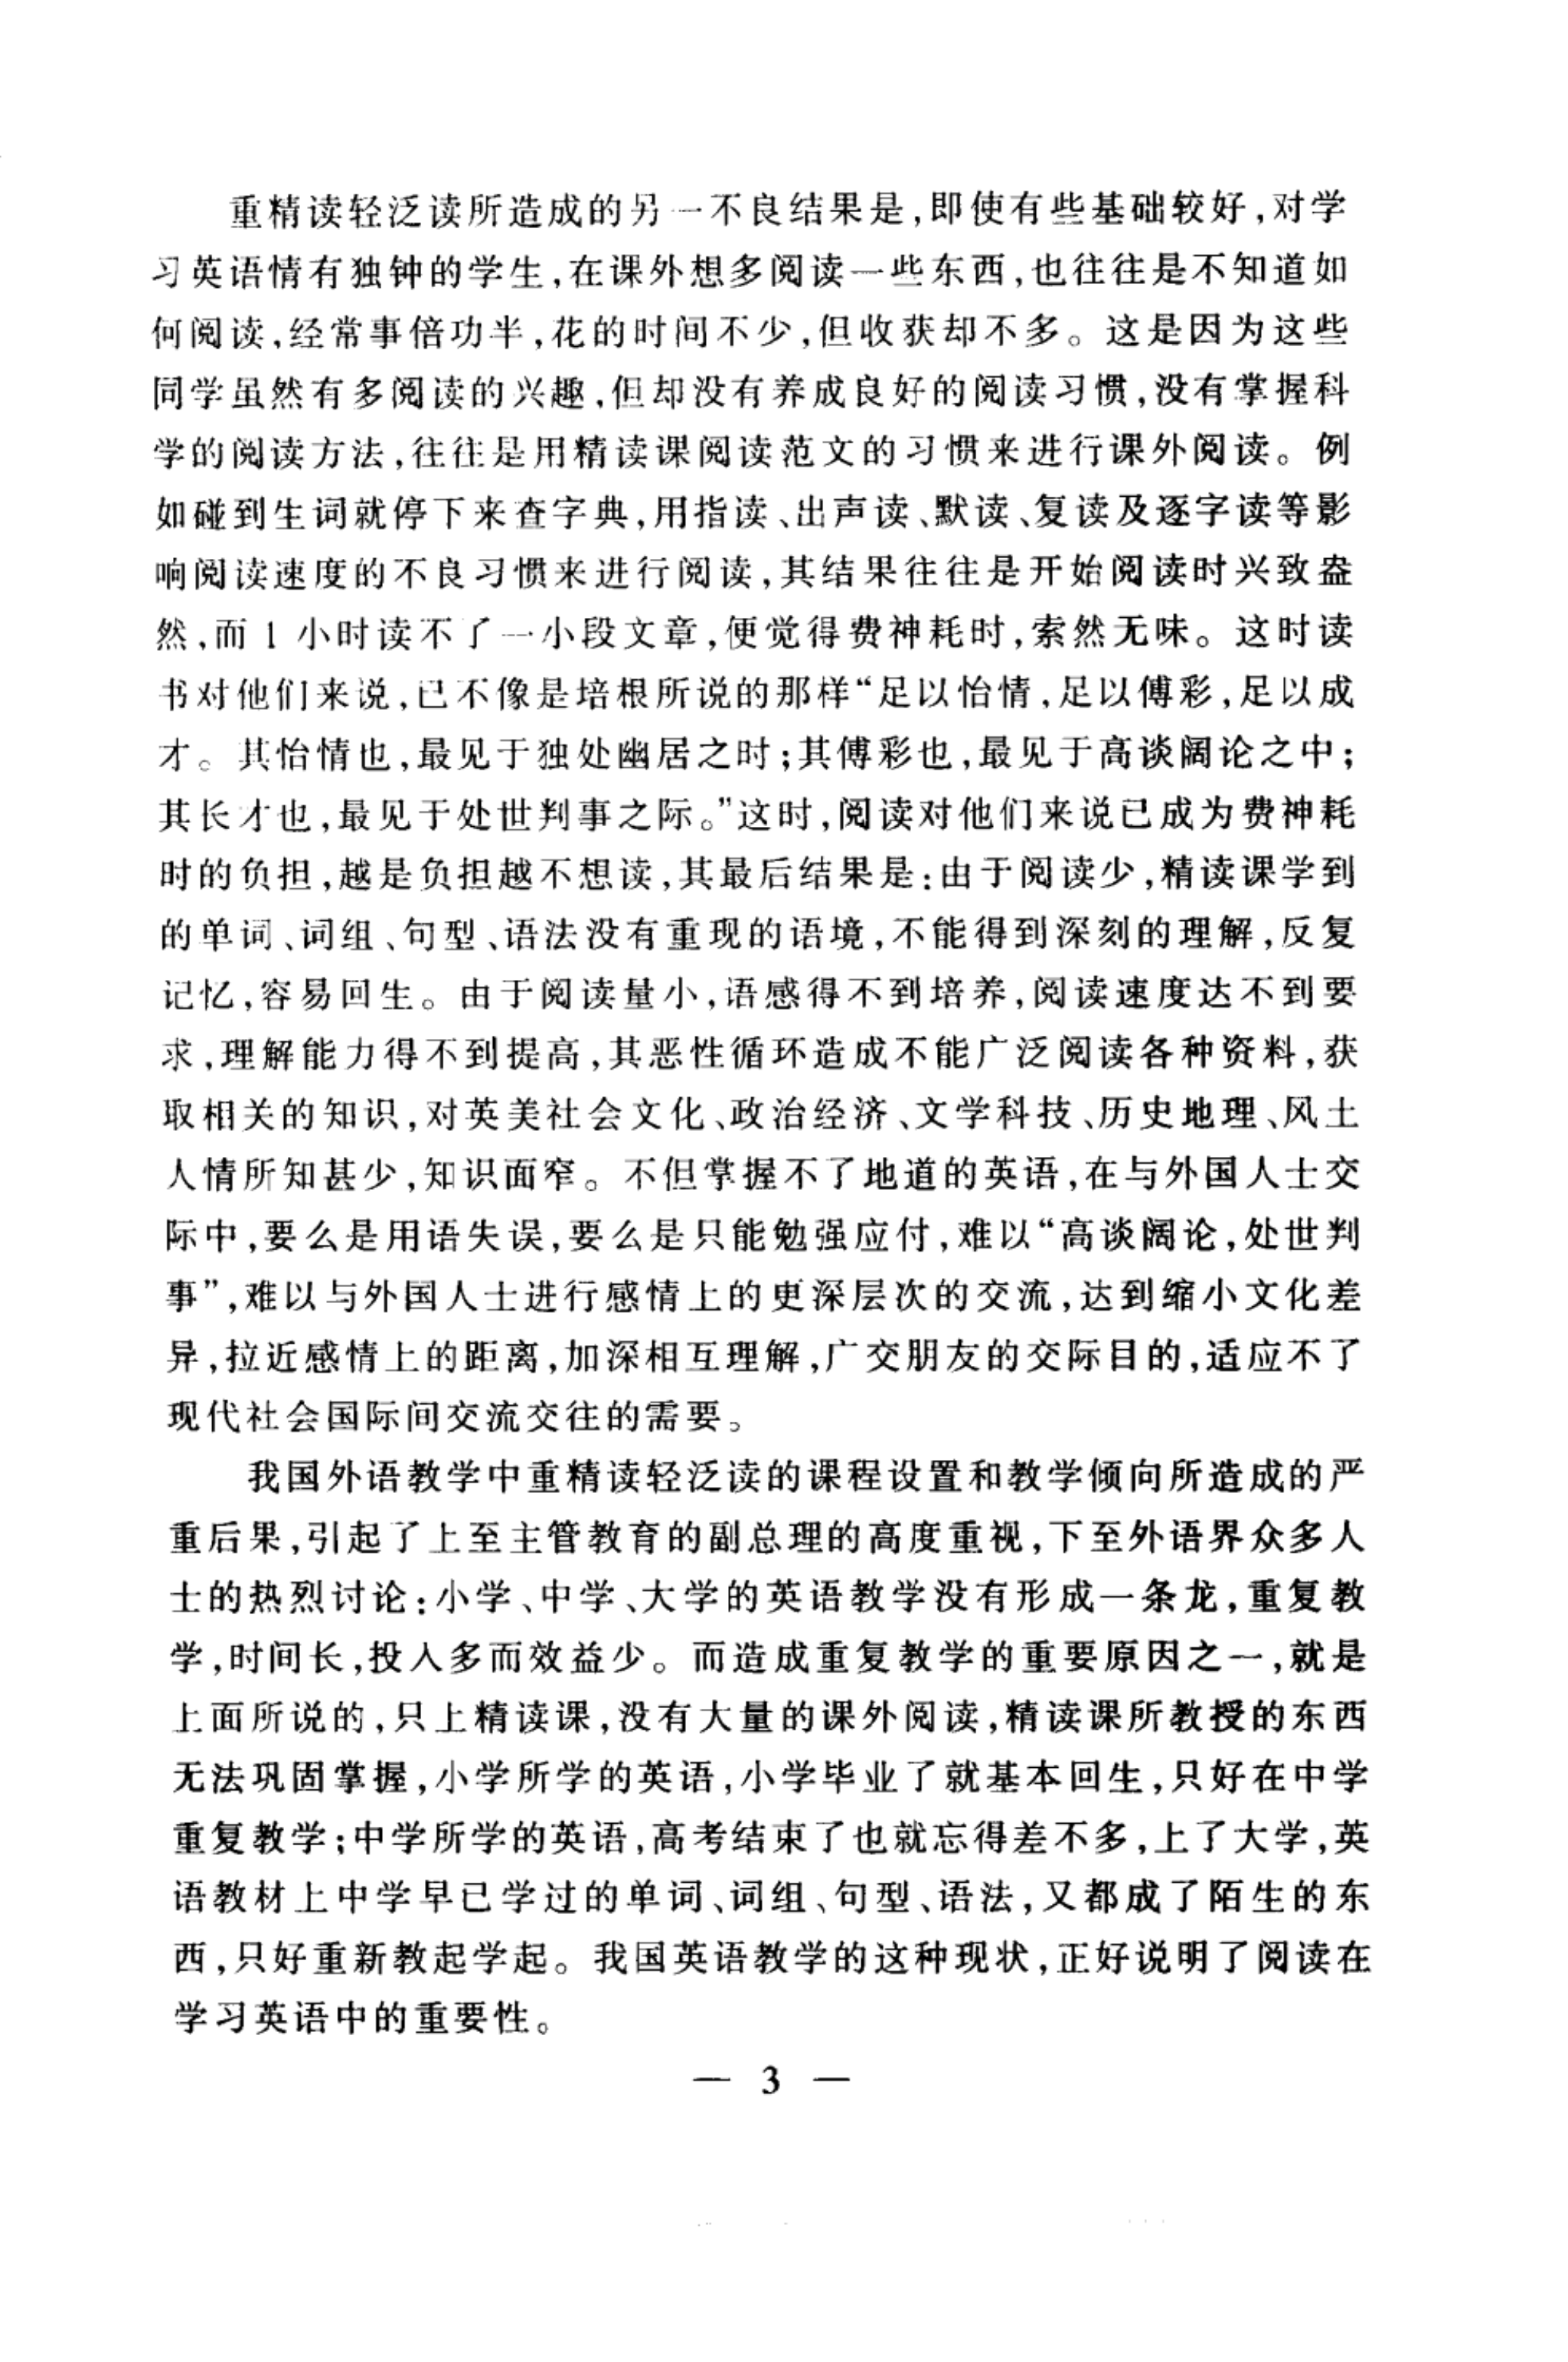 重精读轻泛读所造成的另一不良结果是,即使有些基础较好,对学
习英语情有独钟的学生,在课外想多阅读一些东西,也往往是不知道如
何阅读,经常事倍功半,花的时间不少,但收获却不多。这是因为这些
同学虽然有多阅读的兴趣,但却没有养成良好的阅读习惯,没有掌握科
学的阅读方法,往往是用精读课阅读范文的习惯来进行课外阅读。例
如碰到生词就停下来查字典,用指读、出声读、默读、复读及逐字读等影
响阅读速度的不良习惯来进行阅读,其结果往往是开始阅读时兴致盎
然,而1小时读不了一小段文章,便觉得费神耗时,索然无味。这时读
书对他们来说,已不像是培根所说的那样“足以怡情,足以傅彩,足以成
才。其怡情也,最见于独处幽居之时;其傅彩也,最见于高谈阔论之中;
其长才也,最见于处世判事之际。”这时,阅读对他们来说已成为费神耗
时的负担,越是负担越不想读,其最后结果是:由于阅读少,精读课学到
的单词、词组、句型、语法没有重现的语境,不能得到深刻的理解,反复
记忆,容易回生。由于阅读量小,语感得不到培养,阅读速度达不到要
求,理解能力得不到提高,其恶性循环造成不能广泛阅读各种资料,获
取相关的知识,对英美社会文化、政治经济、文学科技、历史地理、风土
人情所知甚少,知识面窄。不但掌握不了地道的英语,在与外国人士交
际中,要么是用语失误,要么是只能勉强应付,难以“高谈阔论,处世判
事”,难以与外国人士进行感情上的更深层次的交流,达到缩小文化差
异,拉近感情上的距离,加深相互理解,广交朋友的交际目的,适应不了
现代社会国际间交流交往的需要。
我国外语教学中重精读轻泛读的课程设置和教学倾向所造成的严
重后果,引起了上至主管教育的副总理的高度重视,下至外语界众多人
士的热烈讨论:小学、中学、大学的英语教学没有形成一条龙,重复教
学,时间长,投入多而效益少。而造成重复教学的重要原因之一,就是
上面所说的,只上精读课,没有大量的课外阅读,精读课所教授的东西
无法巩固掌握,小学所学的英语,小学毕业了就基本回生,只好在中学
重复教学;中学所学的英语,高考结束了也就忘得差不多,上了大学,英
语教材上中学早已学过的单词、词组、句型、语法,又都成了陌生的东
西,只好重新教起学起。我国英语教学的这种现状,正好说明了阅读在
学习英语中的重要性。
— 3 —